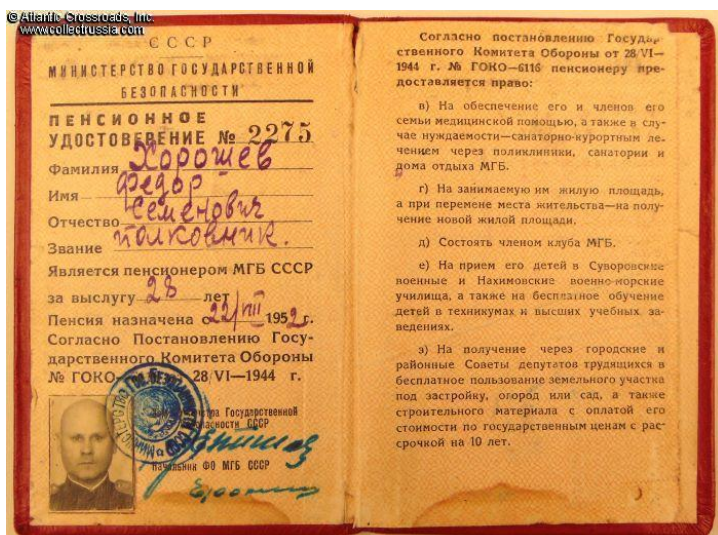 © Atlantic Crossroads, Inc.
www.collectrussia.com
СССР
МИНИСТЕРСТВО ГОСУДАРСТВЕННОЙ
БЕЗОПАСНОСТИ
ПЕНСИОННОЕ
УДОСТОВЕРЕНИЕ № 2275
Фамилия Хорошев
Имя Федор
Отчество Семенович
Звание полковник.
Является пенсионером МГБ СССР
за выслугу 28 лет
Пенсия назначена с 22/VIII 1952 г.
Согласно Постановлению Госу-
дарственного Комитета Обороны
№ ГОКО 28/VI—1944 г.
Государственной
СССР
Начальник ФО МГБ СССР
Согласно постановлению Государ-
ственного Комитета Обороны от 28/VI—
1944 г. № ГОКО—6116 пенсионеру пре-
доставляется право:
в) На обеспечение его и членов его
семьи медицинской помощью, а также в слу-
чае нуждаемости—санаторно-курортным ле-
чением через поликлиники, санатории и
дома отдыха МГБ.
г) На занимаемую им жилую площадь,
а при перемене места жительства—на полу-
чение новой жилой площади.
д) Состоять членом клуба МГБ.
е) На прием его детей в Суворовские
военные и Нахимовские военно-морские
училища, а также на бесплатное обучение
детей в техникумах и высших учебных за-
ведениях.
з) На получение через городские и
районные Советы депутатов трудящихся в
бесплатное пользование земельного участка
под застройку, огород или сад, а также
строительного материала с оплатой его
стоимости по государственным ценам с рас-
срочкой на 10 лет.